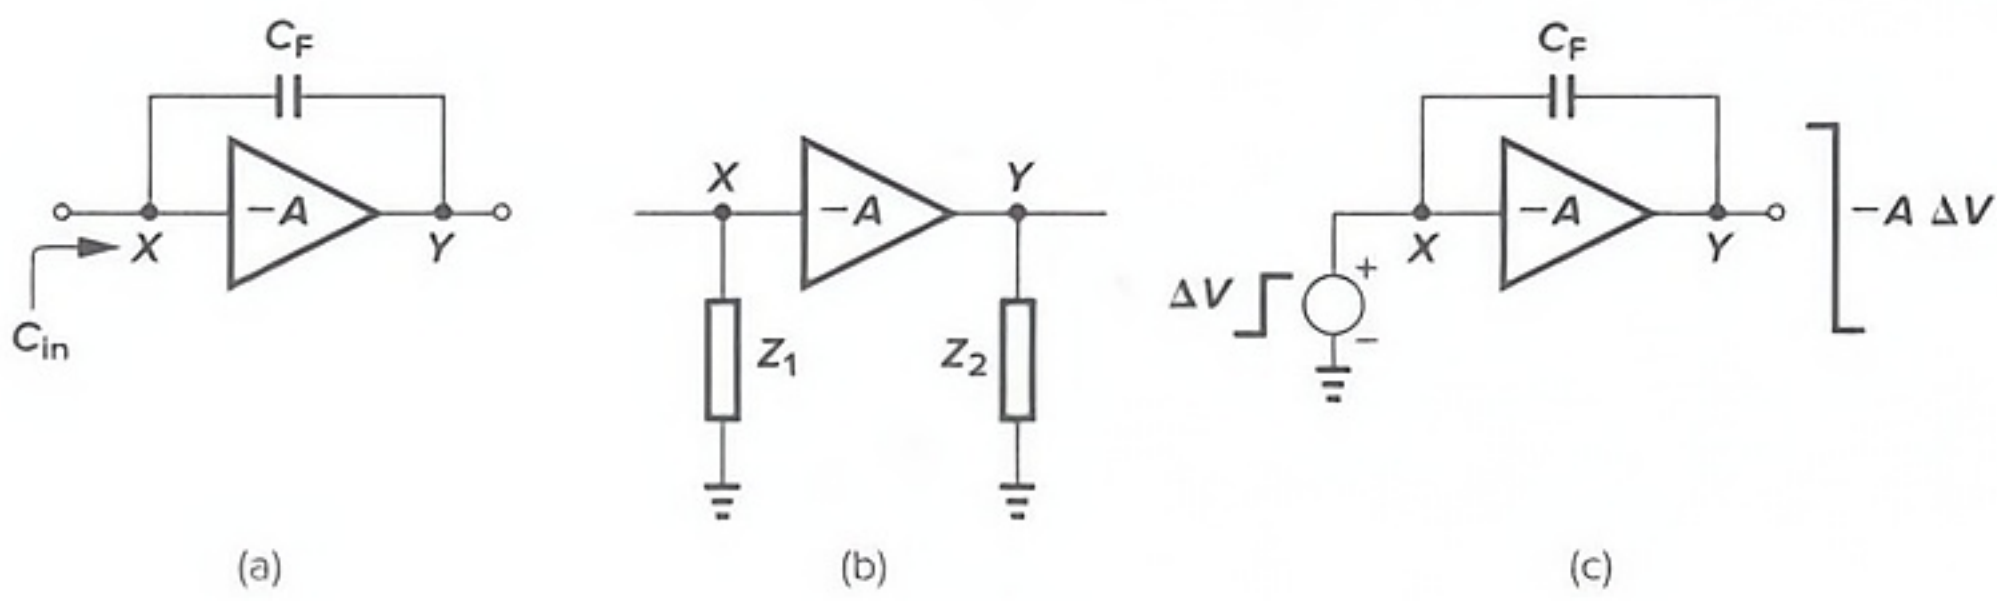 C_F
-A
X
Y
C_in
(a)
X
Y
-A
Z_1
Z_2
(b)
C_F
-A
X
Y
ΔV
+
−
-A ΔV
(c)